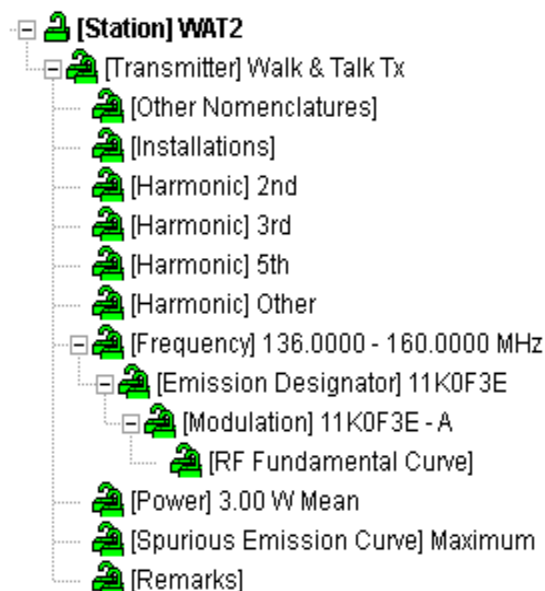 [Station] WAT2
[Transmitter] Walk & Talk Tx
[Other Nomenclatures]
[Installations]
[Harmonic] 2nd
[Harmonic] 3rd
[Harmonic] 5th
[Harmonic] Other
[Frequency] 136.0000 - 160.0000 MHz
[Emission Designator] 11K0F3E
[Modulation] 11K0F3E - A
[RF Fundamental Curve]
[Power] 3.00 W Mean
[Spurious Emission Curve] Maximum
[Remarks]